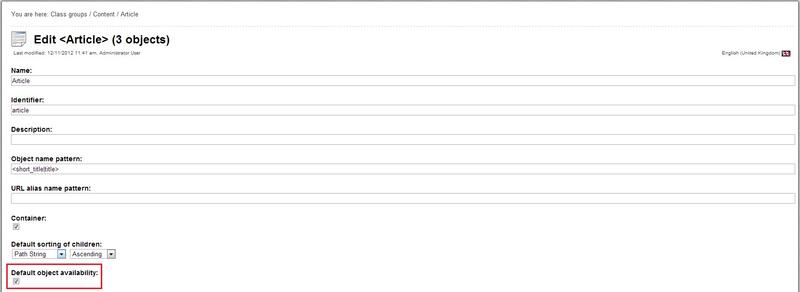 You are here: Class groups / Content / Article
Edit <Article> (3 objects)
Last modified: 12/11/2012 11:41 am, Administrator User
English (United Kingdom)
Name:
Article
Identifier:
article
Description:
Object name pattern:
<short_title|title>
URL alias name pattern:
Container:
Default sorting of children:
Path String Ascending
Default object availability: